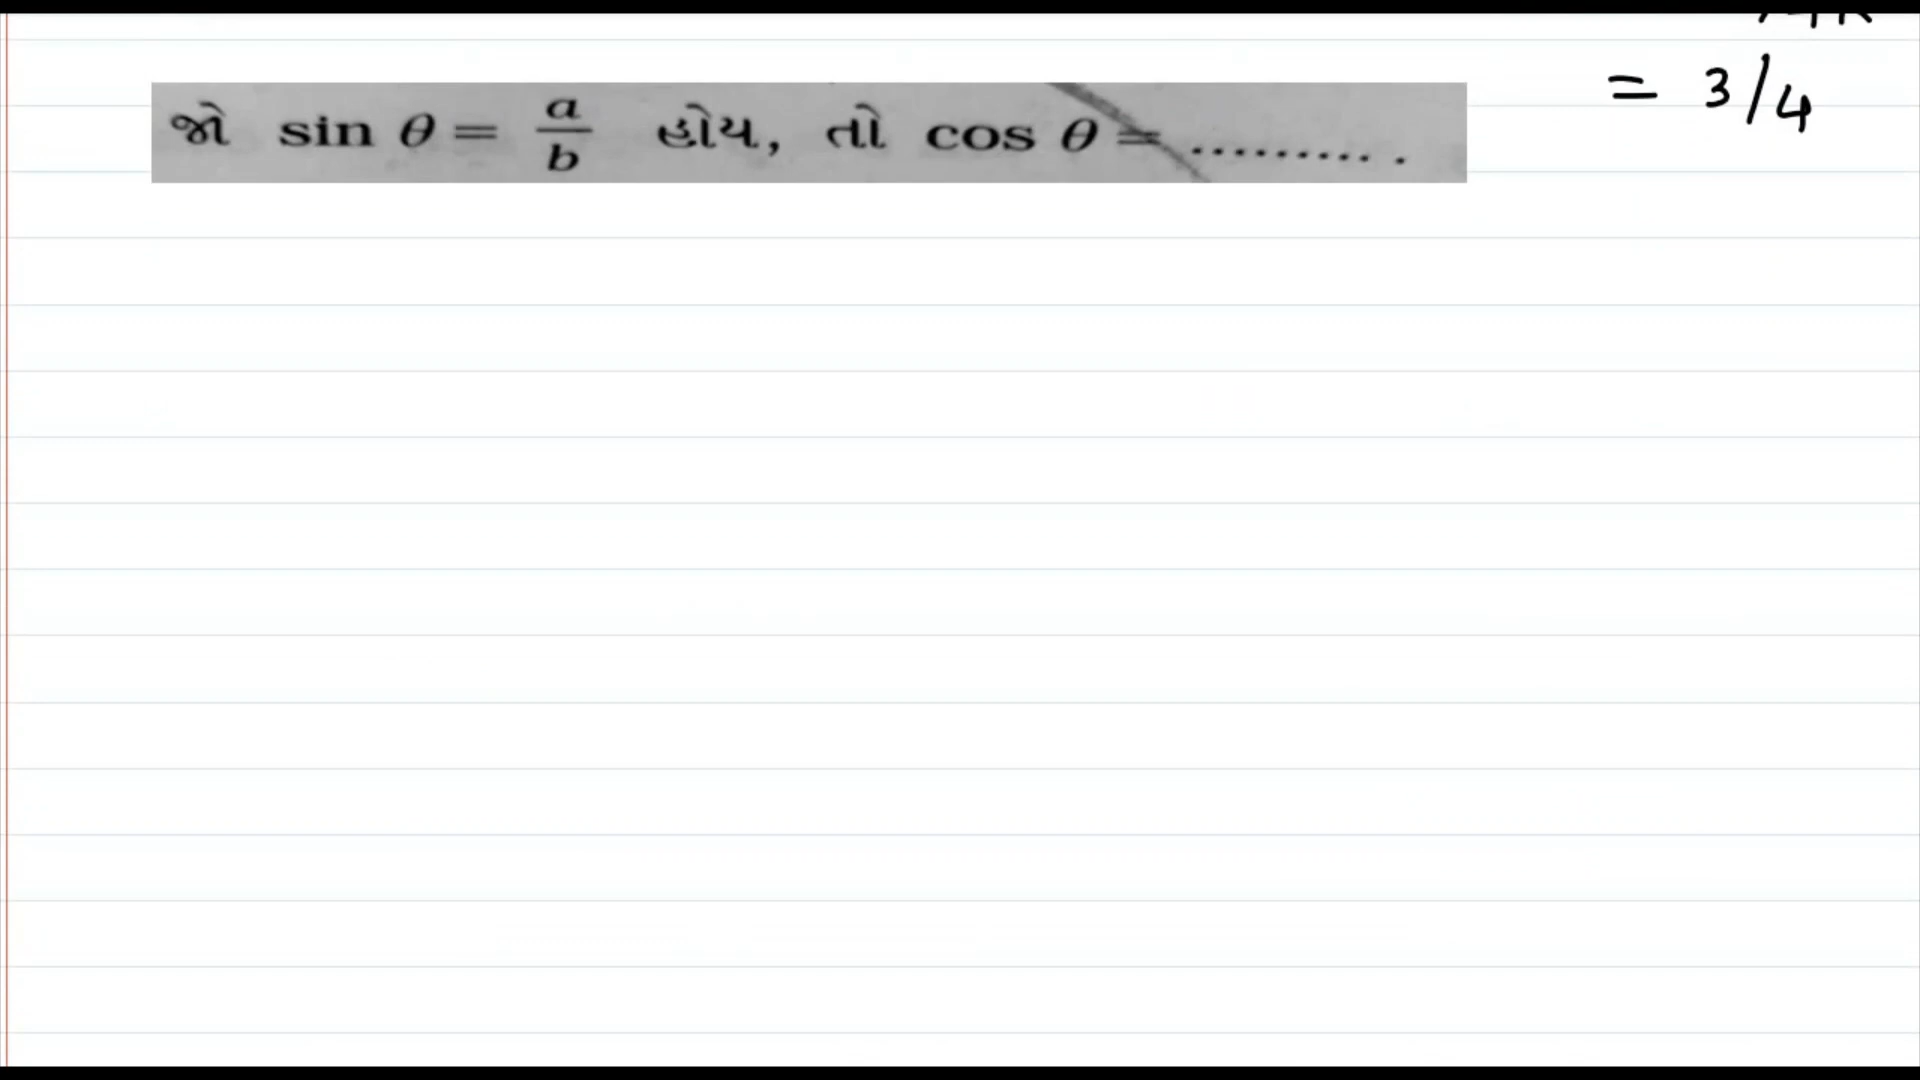 = 3/4
જો sin θ = a/b હોય, તો cos θ = .......... .